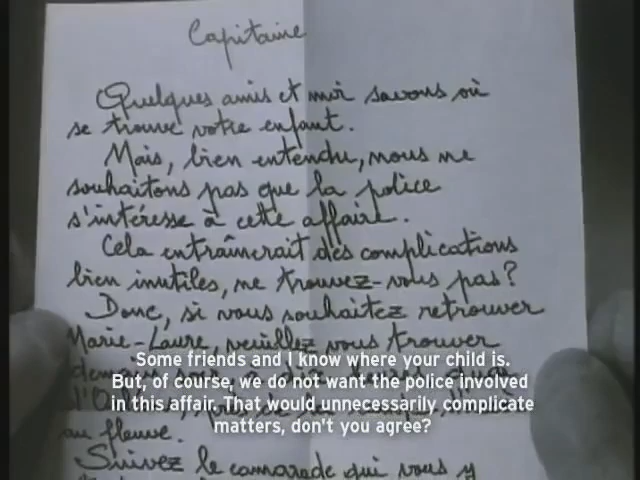 Capitaine
Quelques amis et moi savons où
se trouve votre enfant.
Mais, bien entendu, nous ne
souhaitons pas que la police
s'intéresse à cette affaire.
Cela entraînerait des complications
bien inutiles, ne trouvez-vous pas?
Donc, si vous souhaitez retrouver
Marie-Laure, veuillez vous trouver
Some friends and I know where your child is.
But, of course, we do not want the police involved
in this affair. That would unnecessarily complicate
matters, don't you agree?
au fleuve.
Suivez le camarade qui vous y